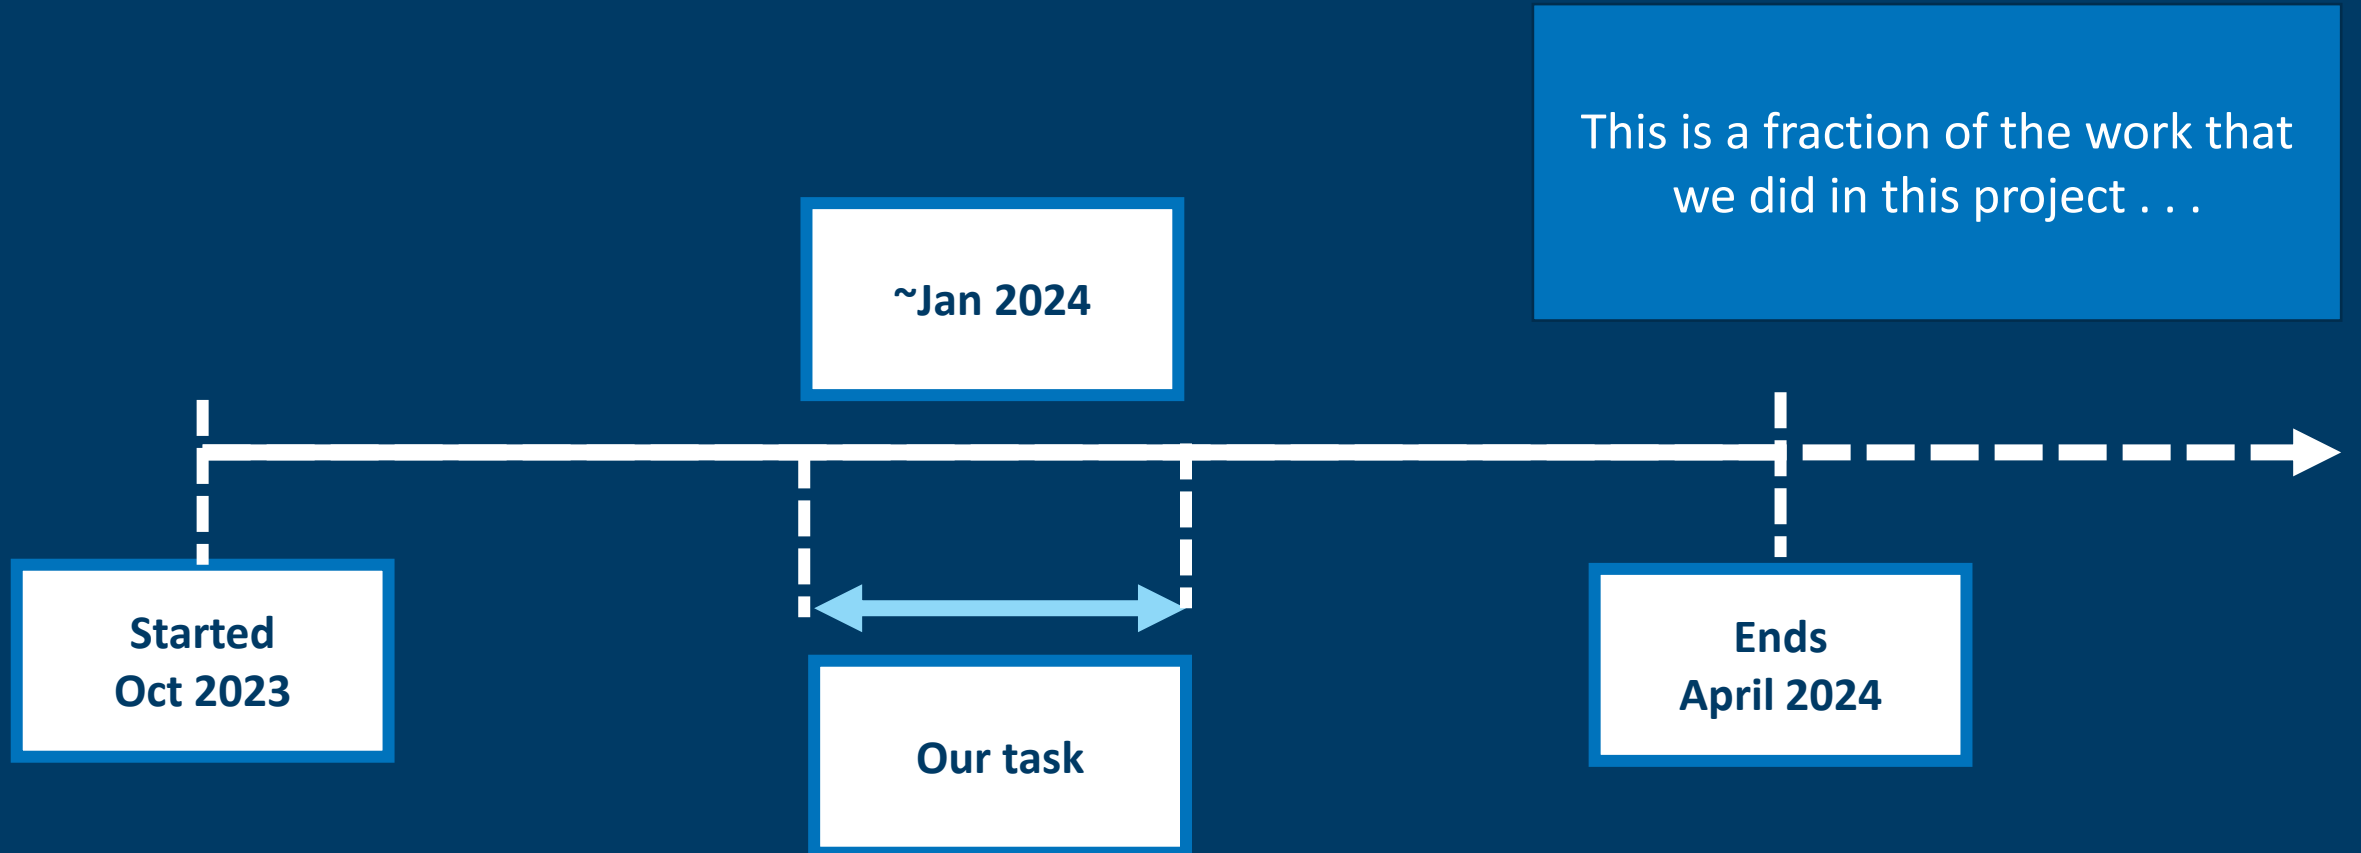 This is a fraction of the work that
we did in this project . . .
~Jan 2024
Started
Oct 2023
Our task
Ends
April 2024